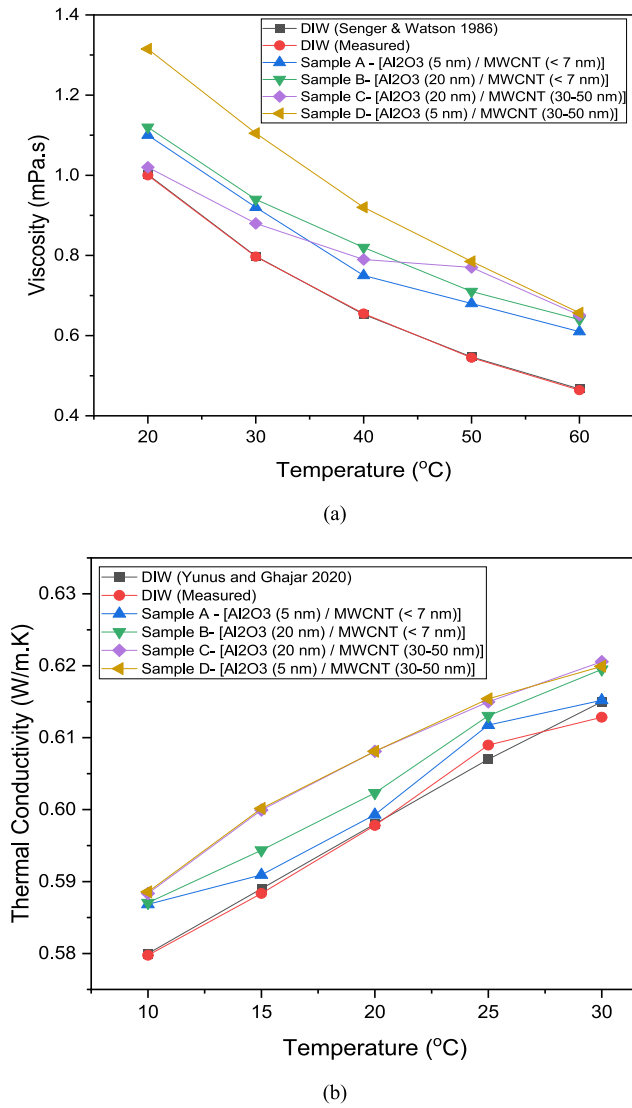 1.6
1.4
1.2
1.0
0.8
0.6
0.4
Viscosity (mPa.s)
DIW (Senger & Watson 1986)
DIW (Measured)
Sample A - [Al2O3 (5 nm) / MWCNT (< 7 nm)]
Sample B- [Al2O3 (20 nm) / MWCNT (< 7 nm)]
Sample C- [Al2O3 (20 nm) / MWCNT (30-50 nm)]
Sample D- [Al2O3 (5 nm) / MWCNT (30-50 nm)]
20 30 40 50 60
Temperature (°C)
(a)
0.63
0.62
0.61
0.60
0.59
0.58
Thermal Conductivity (W/m.K)
DIW (Yunus and Ghajar 2020)
DIW (Measured)
Sample A - [Al2O3 (5 nm) / MWCNT (< 7 nm)]
Sample B- [Al2O3 (20 nm) / MWCNT (< 7 nm)]
Sample C- [Al2O3 (20 nm) / MWCNT (30-50 nm)]
Sample D- [Al2O3 (5 nm) / MWCNT (30-50 nm)]
10 15 20 25 30
Temperature (°C)
(b)